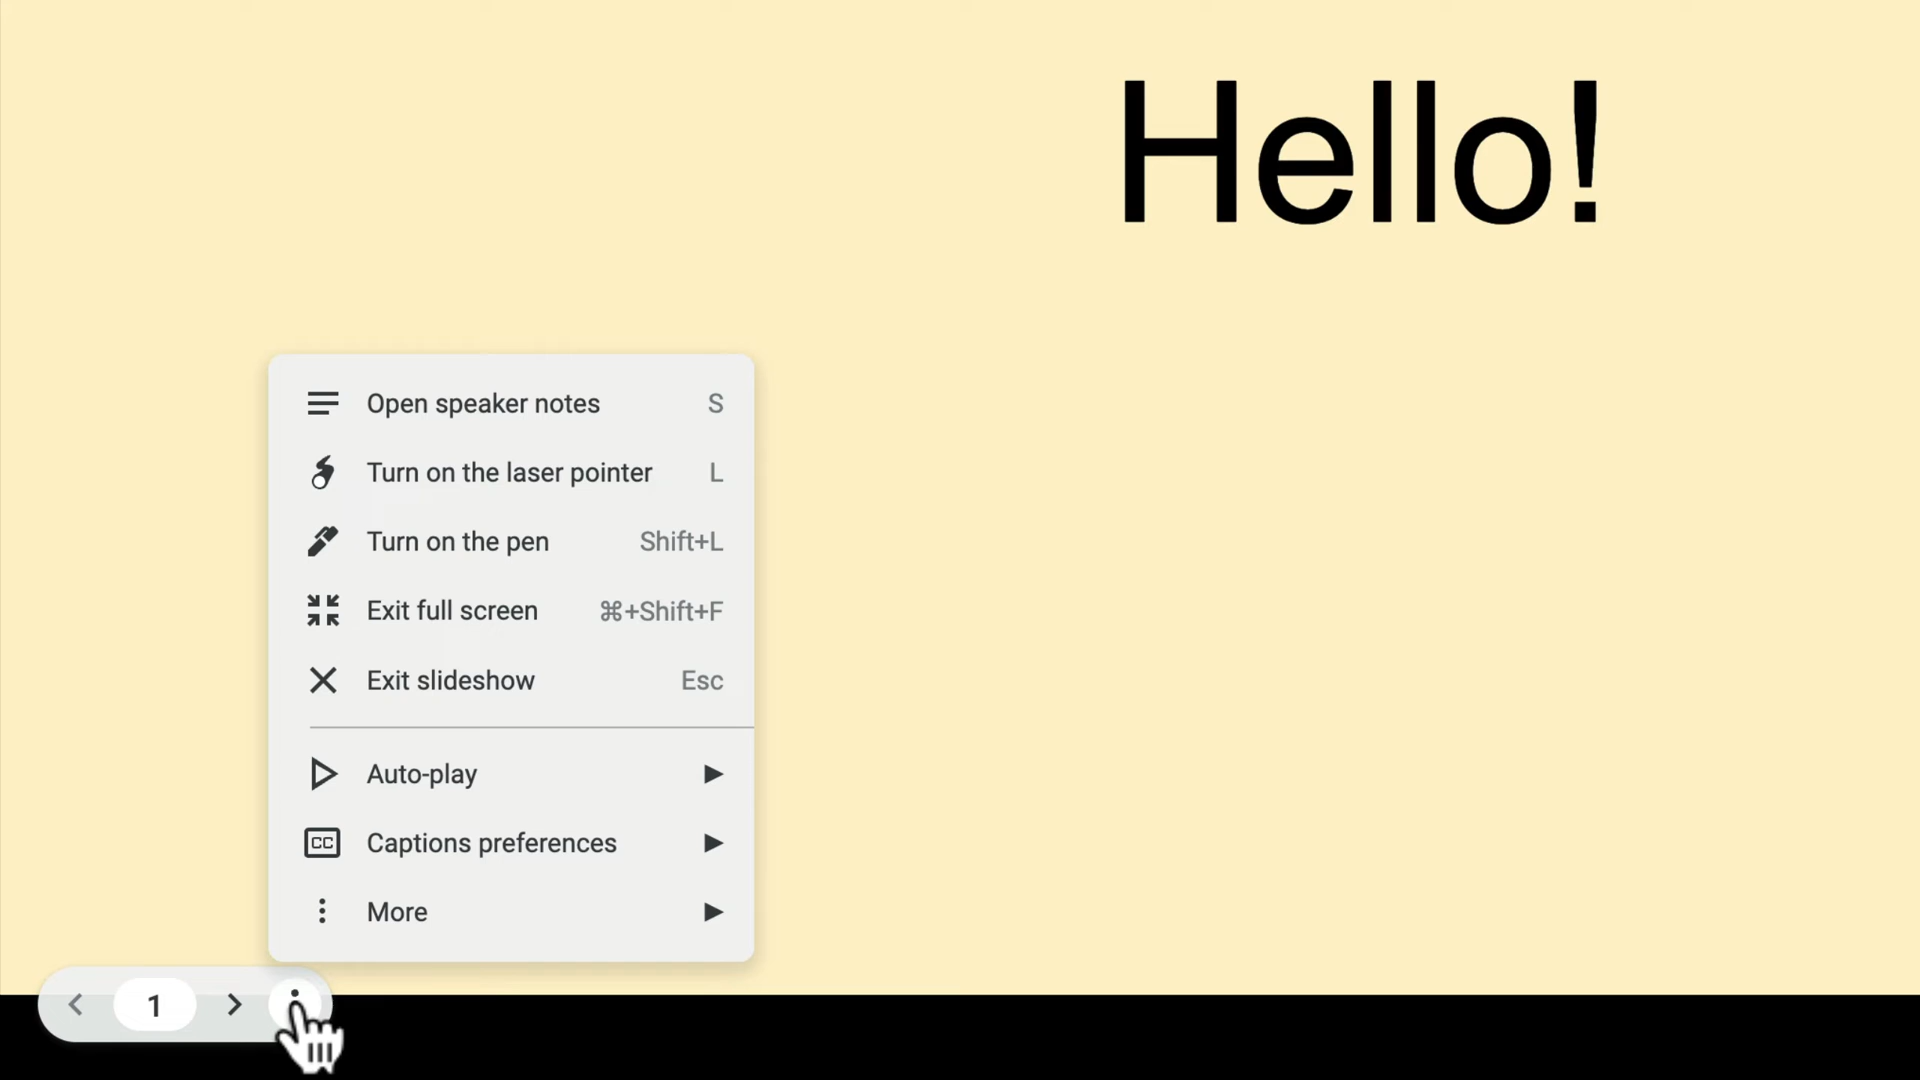 Hello!
Open speaker notes S
Turn on the laser pointer L
Turn on the pen Shift+L
Exit full screen ⌘+Shift+F
Exit slideshow Esc
Auto-play
CC Captions preferences
More
1